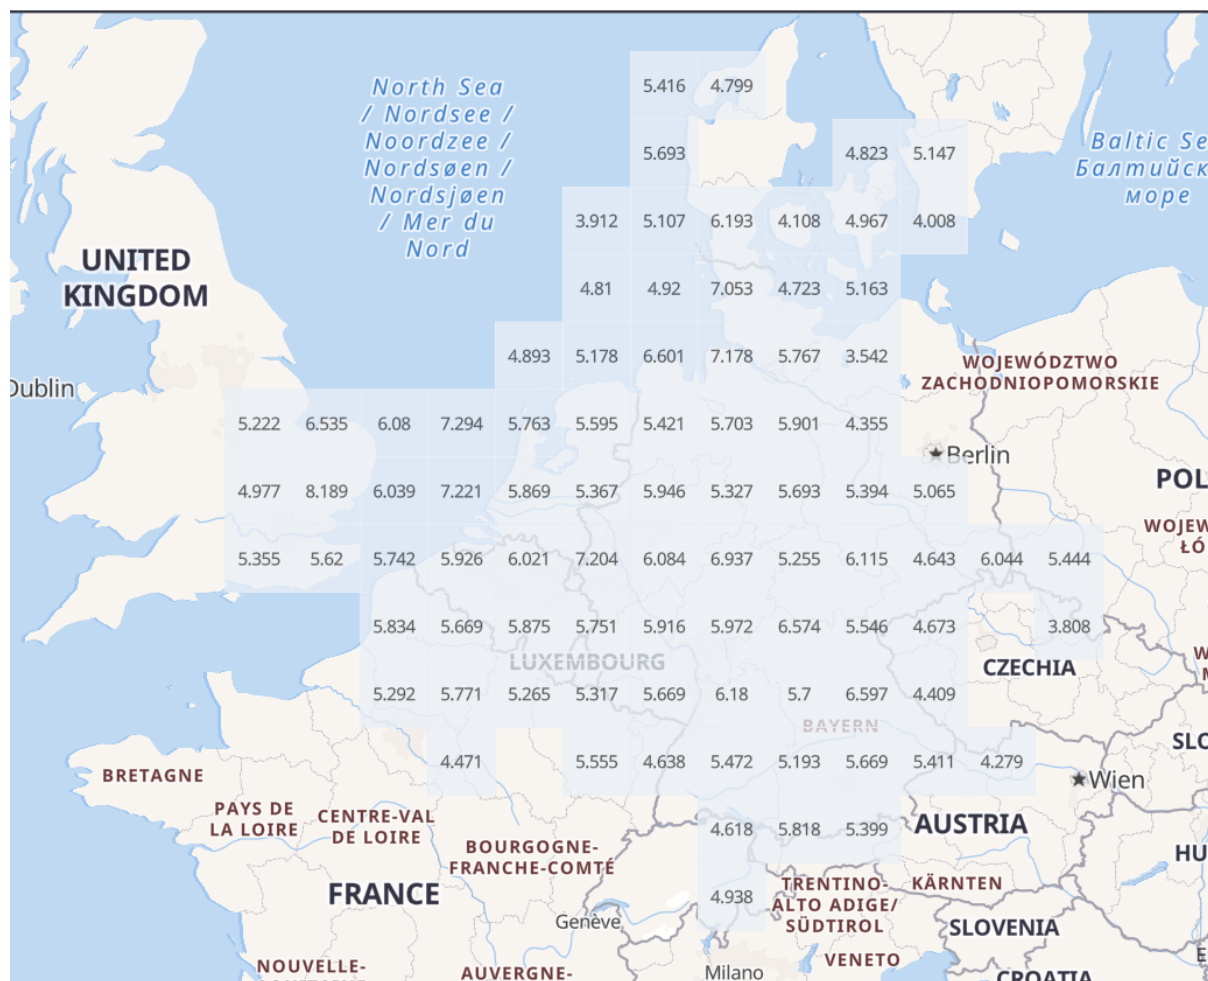 North Sea
/ Nordsee /
Noordzee /
Nordsøen /
Nordsjøen
/ Mer du
Nord
5.416 4.799
5.693 4.823 5.147
Baltic Se
Балтийск
море
3.912 5.107 6.193 4.108 4.967 4.008
UNITED
KINGDOM
4.81 4.92 7.053 4.723 5.163
4.893 5.178 6.601 7.178 5.767 3.542
WOJEWÓDZTWO
ZACHODNIOPOMORSKIE
Dublin
5.222 6.535 6.08 7.294 5.763 5.595 5.421 5.703 5.901 4.355
Berlin
4.977 8.189 6.039 7.221 5.869 5.367 5.946 5.327 5.693 5.394 5.065
POL
WOJEW
ŁÓ
5.355 5.62 5.742 5.926 6.021 7.204 6.084 6.937 5.255 6.115 4.643 6.044 5.444
5.834 5.669 5.875 5.751 5.916 5.972 6.574 5.546 4.673 3.808
LUXEMBOURG
CZECHIA
W
M
5.292 5.771 5.265 5.317 5.669 6.18 5.7 6.597 4.409
BAYERN
SLO
4.471 5.555 4.638 5.472 5.193 5.669 5.411 4.279
BRETAGNE
Wien
PAYS DE
LA LOIRE
CENTRE-VAL
DE LOIRE
4.618 5.818 5.399
AUSTRIA
BOURGOGNE-
FRANCHE-COMTÉ
HU
FRANCE
4.938
TRENTINO-
ALTO ADIGE/
SÜDTIROL
KÄRNTEN
Genève
SLOVENIA
VENETO
E
NOUVELLE-
AUVERGNE-
Milano
CROATIA